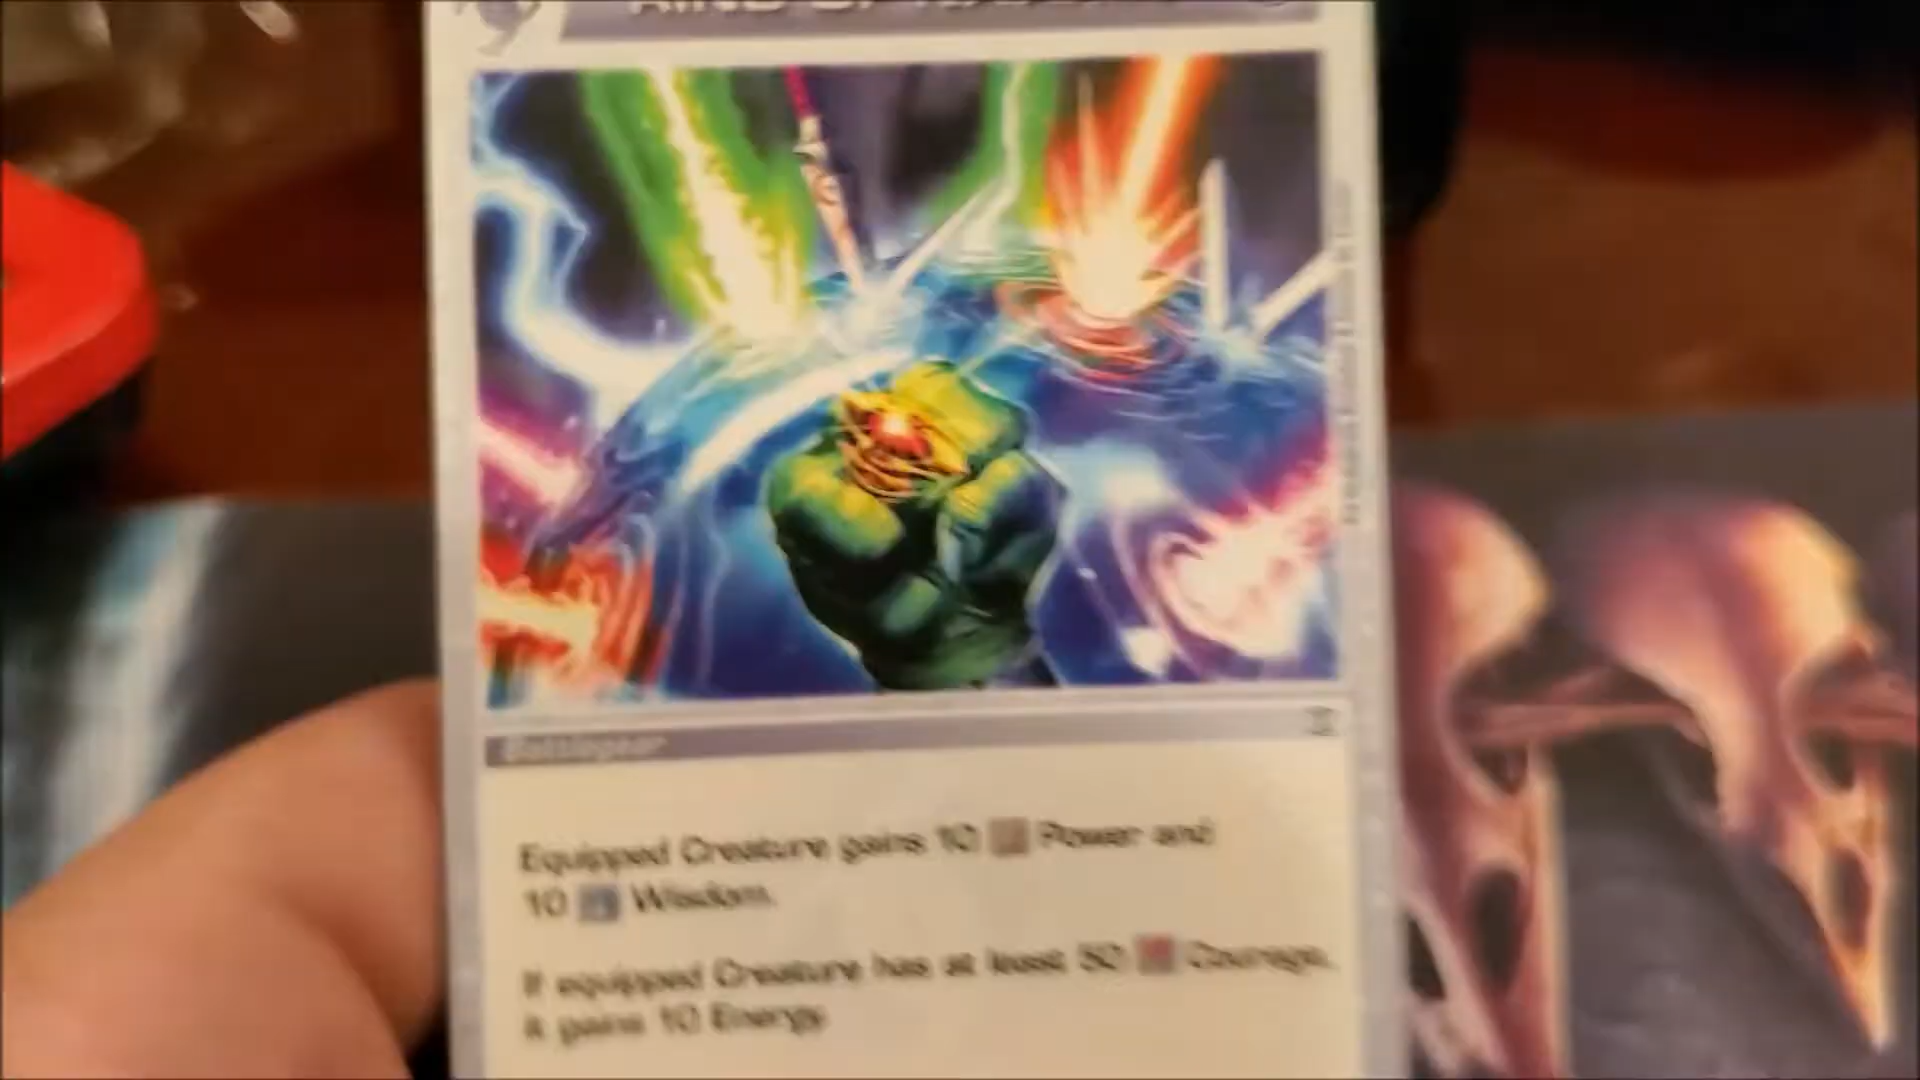 Battlegear
Equipped Creature gains 10 Power and
10 Wisdom.
If equipped Creature has at least 50 Courage,
it gains 10 Energy.